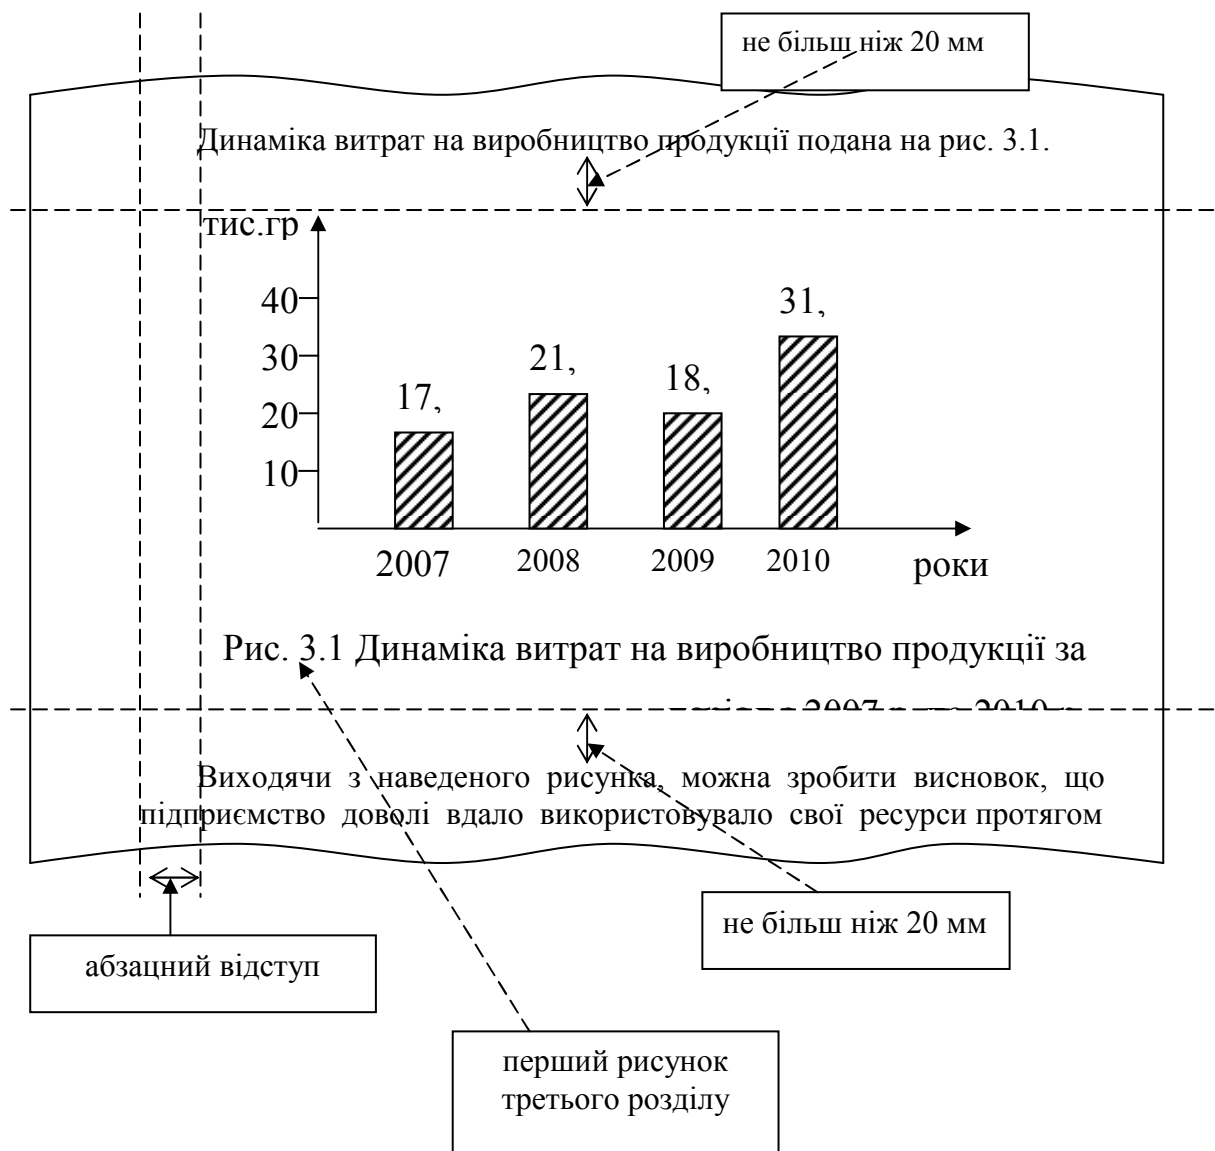 не більш ніж 20 мм
Динаміка витрат на виробництво продукції подана на рис. 3.1.
тис.гр
40
30
20
10
17,
21,
18,
31,
2007 2008 2009 2010 роки
Рис. 3.1 Динаміка витрат на виробництво продукції за
2007 2010
Виходячи з наведеного рисунка, можна зробити висновок, що
підприємство доволі вдало використовувало свої ресурси протягом
не більш ніж 20 мм
абзацний відступ
перший рисунок
третього розділу